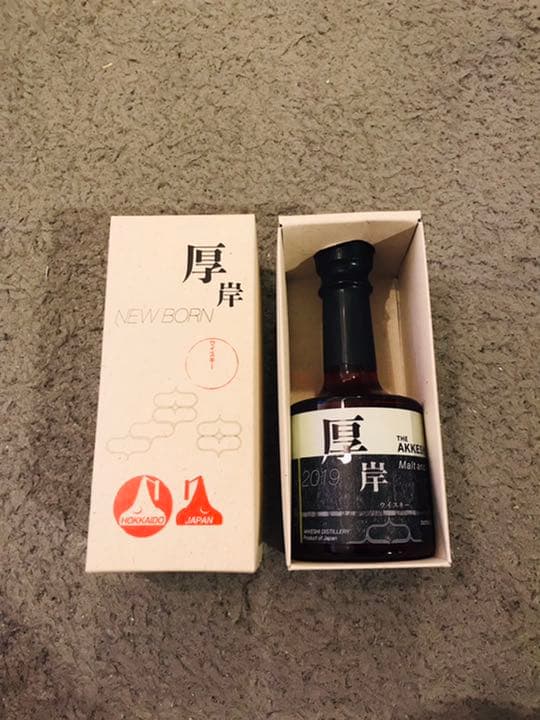 厚岸
NEW BORN
ウイスキー
HOKKAIDO
JAPAN
厚岸
2019
THE
AKKES
Malt and
ウイスキー
AKKESHI DISTILLERY
Product of Japan